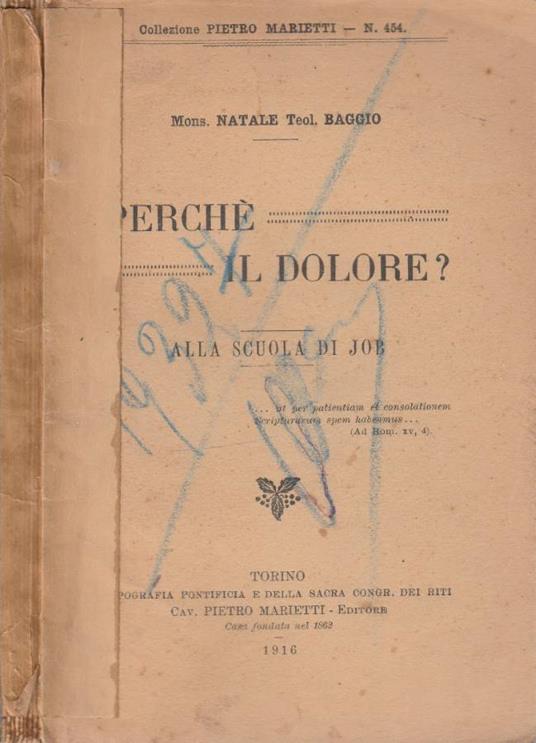 Collezione PIETRO MARIETTI — N. 454.
Mons. NATALE Teol. BAGGIO
PERCHÈ
IL DOLORE?
ALLA SCUOLA DI JOB
... ut per patientiam et consolationem
Scripturarum spem habeamus ...
(Ad Rom. XV, 4).
TORINO
POGRAFIA PONTIFICIA E DELLA SACRA CONGR. DEI RITI
CAV. PIETRO MARIETTI - EDITORE
Casa fondata nel 1862
1916